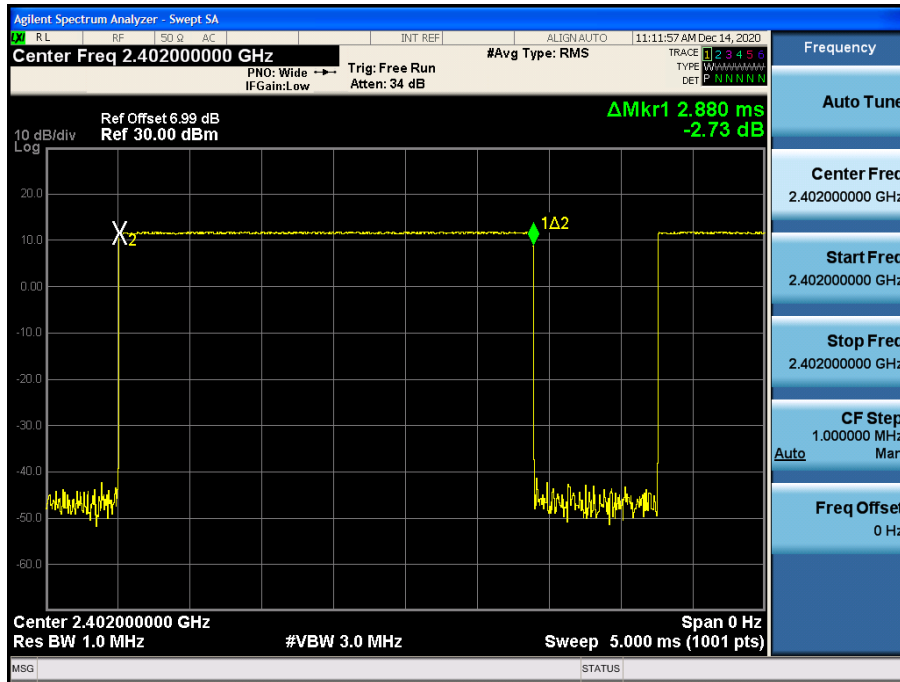 Agilent Spectrum Analyzer - Swept SA
LXI RL RF 50 Ω AC INT REF ALIGN AUTO 11:11:57 AM Dec 14, 2020
Center Freq 2.402000000 GHz
PNO: Wide
IFGain:Low
Trig: Free Run
Atten: 34 dB
#Avg Type: RMS
TRACE 1 2 3 4 5 6
TYPE WWWWWW
DET P N N N N N
Ref Offset 6.99 dB
10 dB/div Ref 30.00 dBm
Log
ΔMkr1 2.880 ms
-2.73 dB
20.0
10.0
0.00
-10.0
-20.0
-30.0
-40.0
-50.0
-60.0
X2
1Δ2
Center 2.402000000 GHz Span 0 Hz
Res BW 1.0 MHz #VBW 3.0 MHz Sweep 5.000 ms (1001 pts)
MSG STATUS
Frequency
Auto Tune
Center Freq
2.402000000 GHz
Start Freq
2.402000000 GHz
Stop Freq
2.402000000 GHz
CF Step
1.000000 MHz
Auto Man
Freq Offset
0 Hz